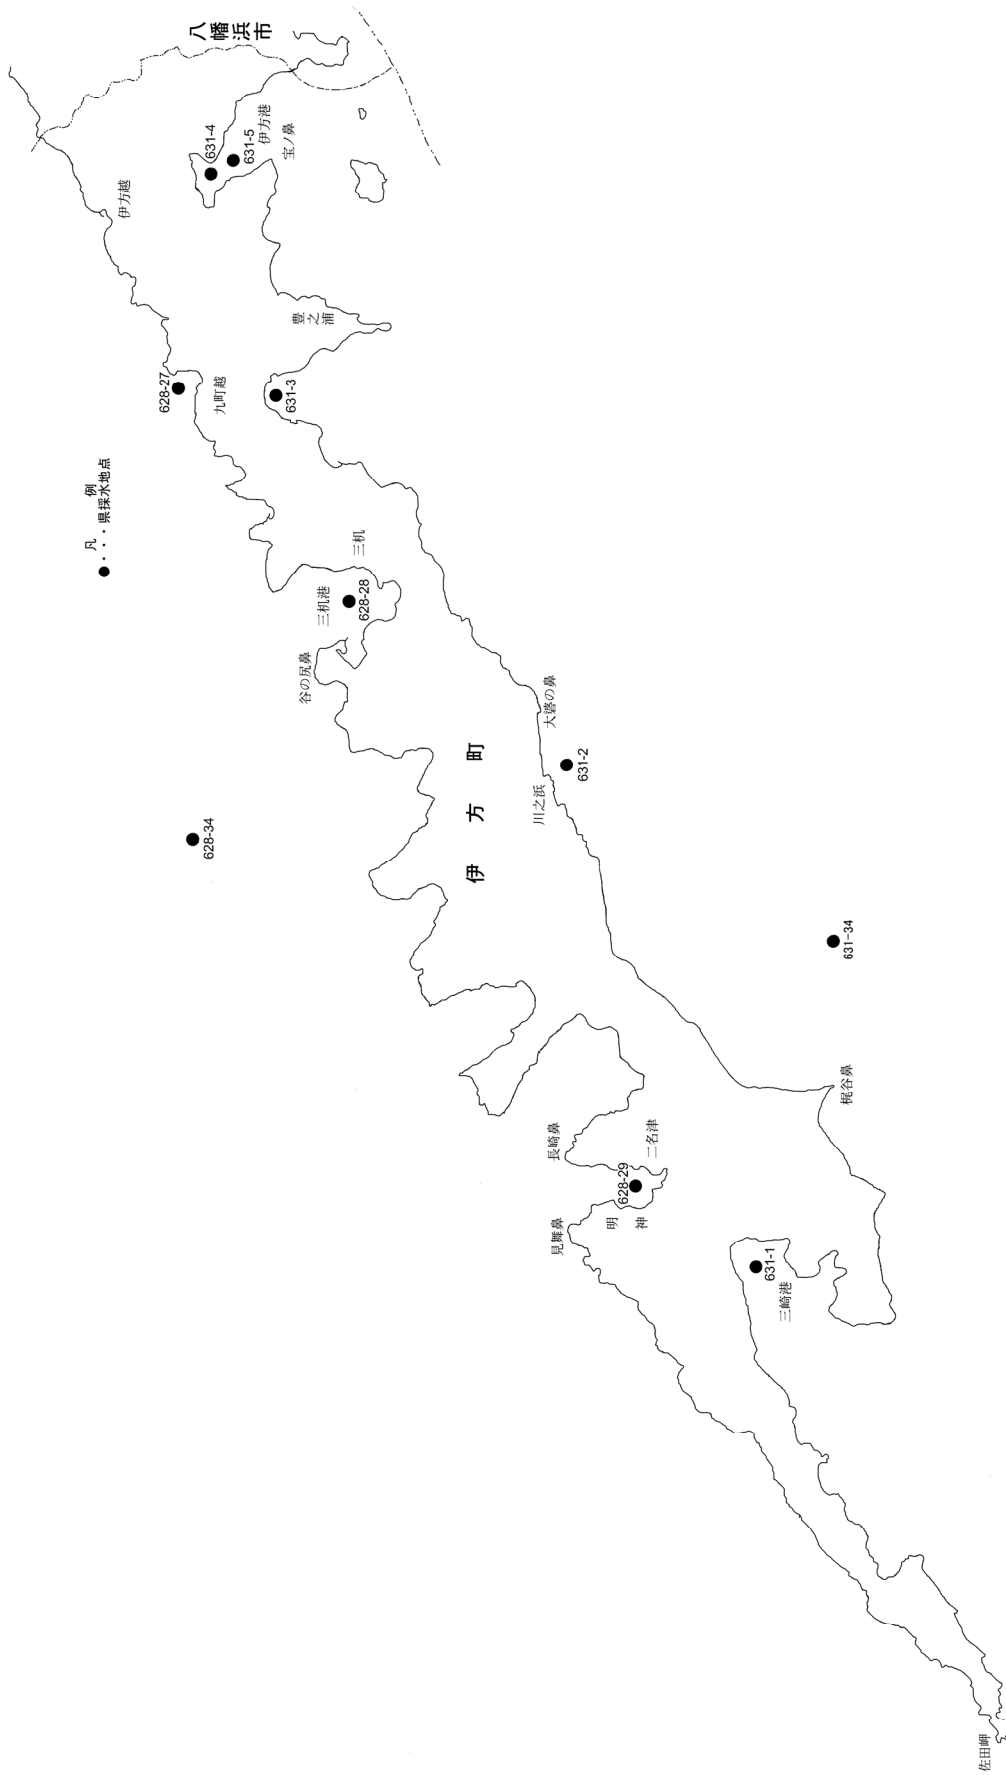 八幡浜市
631-4
631-5
伊方港
宝ノ鼻
伊方越
豊之浦
628-27
九町越
631-3
凡例
●・・・県採水地点
三机
三机港
628-28
谷の尻鼻
大碆の鼻
631-2
川之浜
628-34
伊方町
631-34
梶谷鼻
長崎鼻
二名津
628-29
明神
見舞鼻
631-1
三崎港
佐田岬